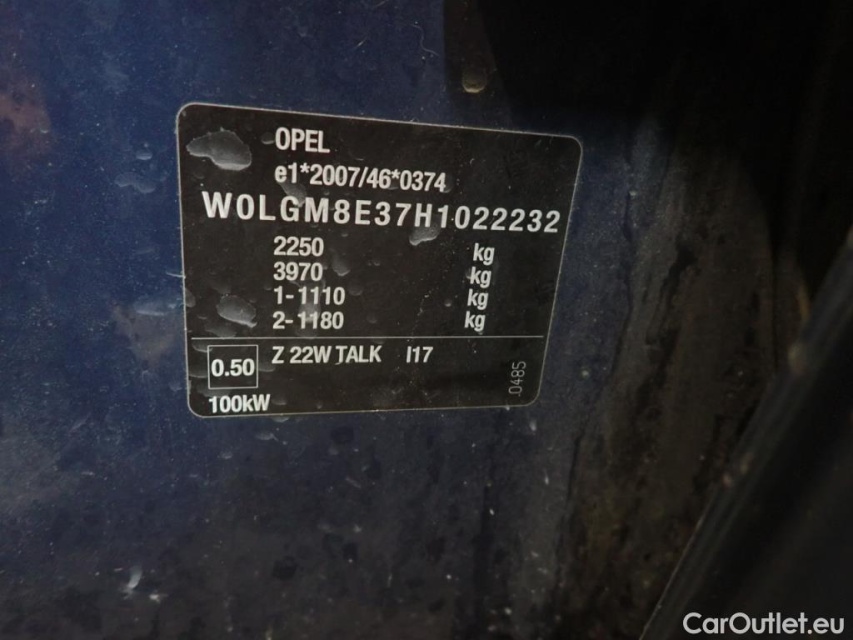 OPEL
e1*2007/46*0374
W0LGM8E37H1022232
2250 kg
3970 kg
1-1110 kg
2-1180 kg
0.50 Z 22W TALK I17
100kW
0485
CarOutlet.eu